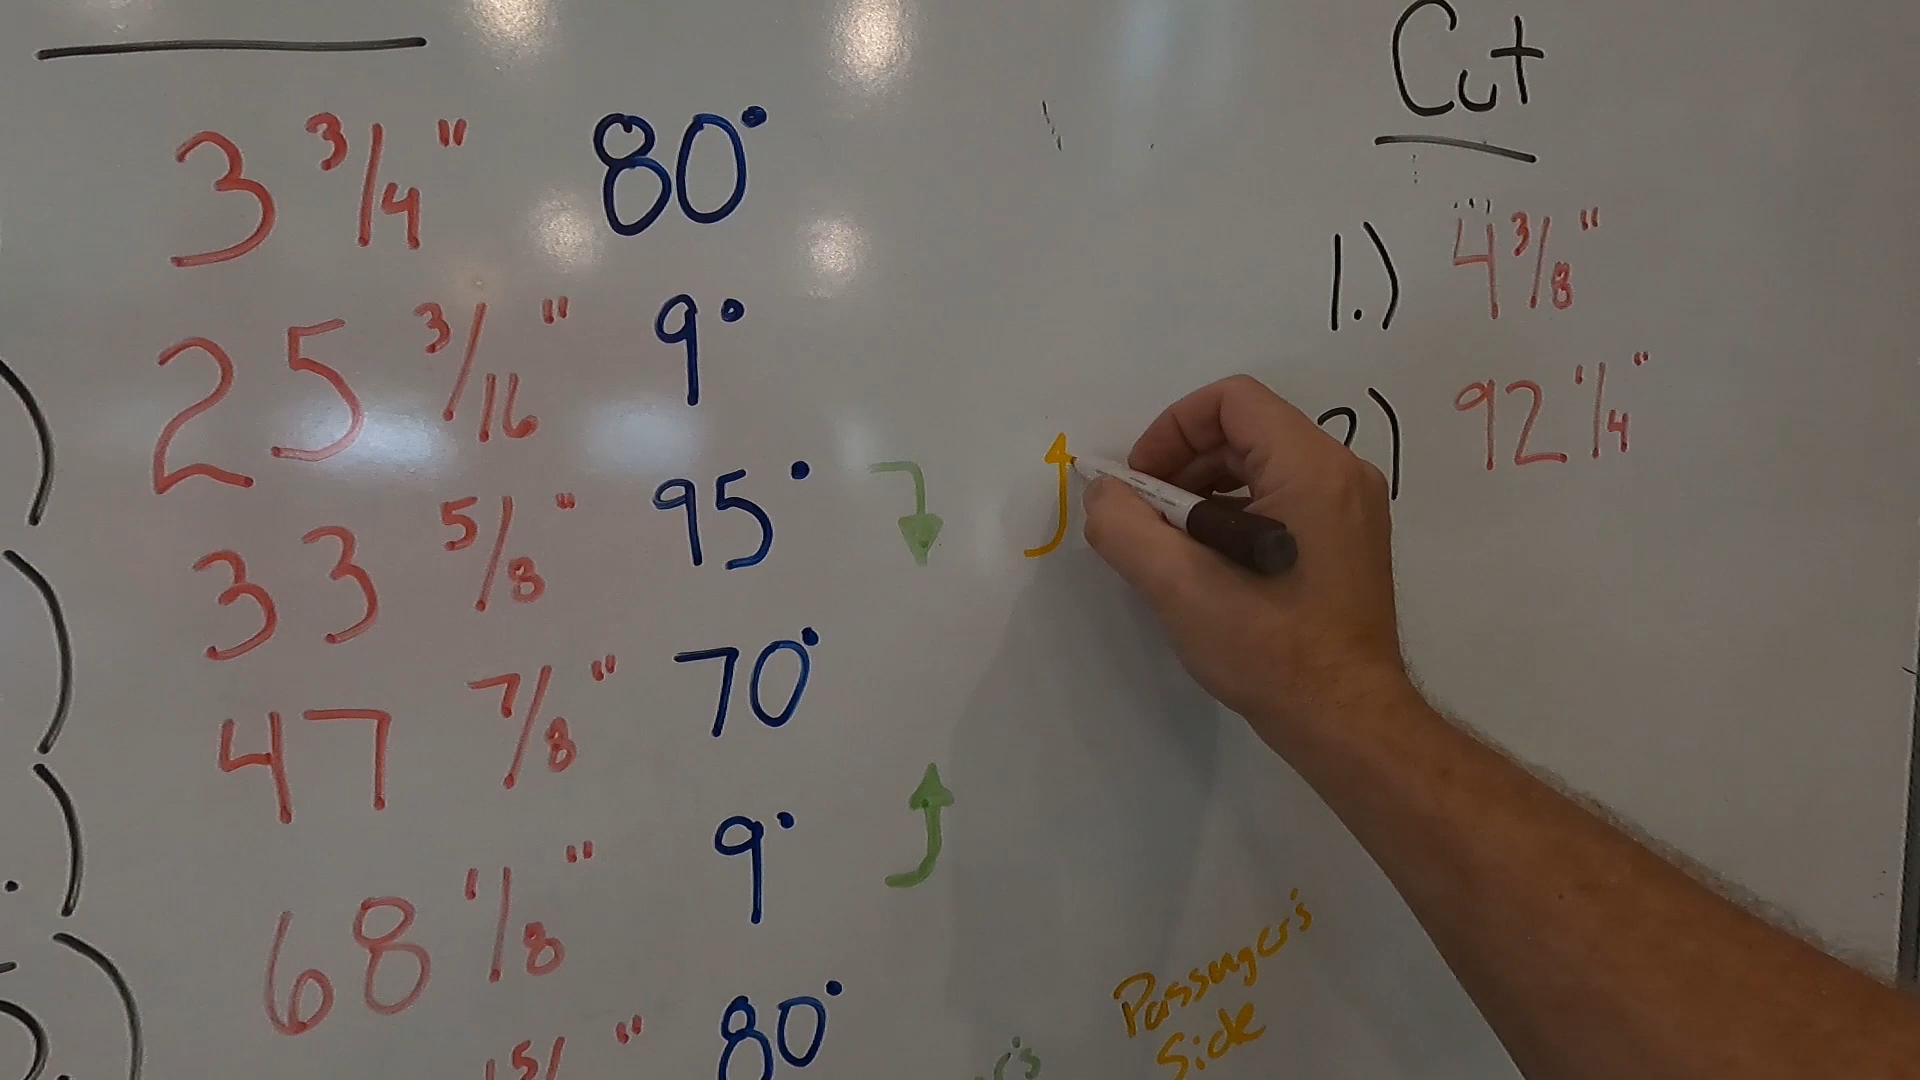 Cut
3 3/4" 80°
1.) 4 3/8"
25 3/16" 9°
2) 92 1/4"
33 5/8" 95°
47 7/8" 70°
68 1/8" 9°
80°
Passenger's
Side